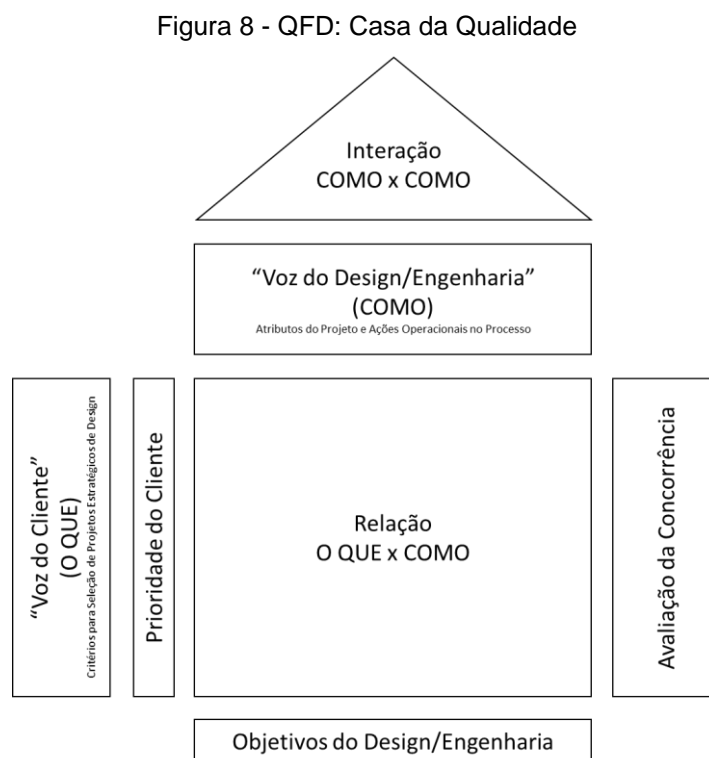 Figura 8 - QFD: Casa da Qualidade
Interação
COMO x COMO
“Voz do Design/Engenharia”
(COMO)
Atributos do Projeto e Ações Operacionais no Processo
“Voz do Cliente”
(O QUE)
Critérios para Seleção de Projetos Estratégicos de Design
Prioridade do Cliente
Relação
O QUE x COMO
Avaliação da Concorrência
Objetivos do Design/Engenharia